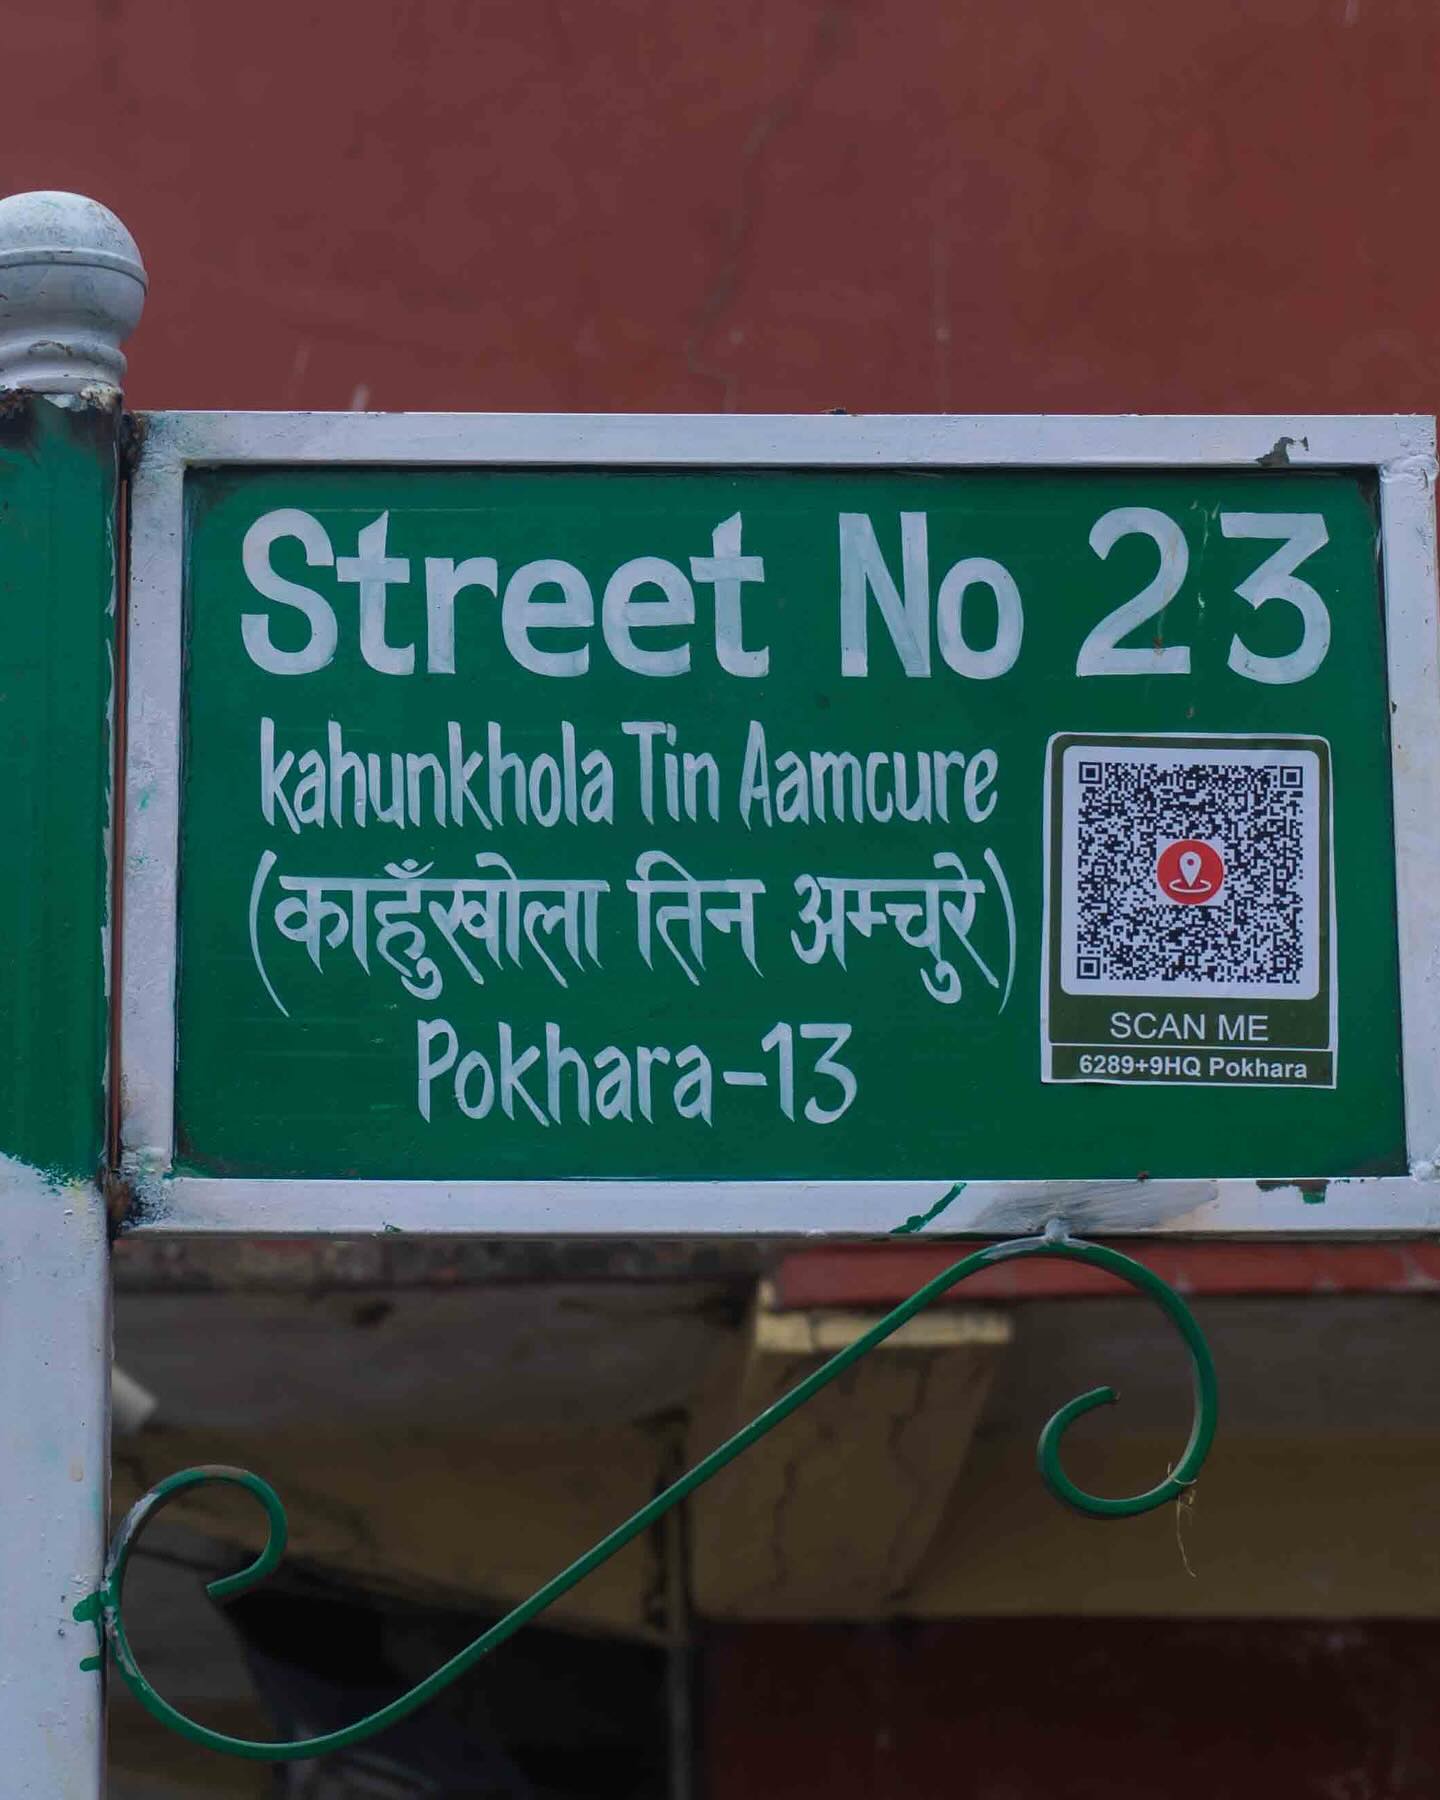 Street No 23
kahunkhola Tin Aamcure
(काहुँखोला तिन अम्चुरे)
Pokhara-13
SCAN ME
6289+9HQ Pokhara